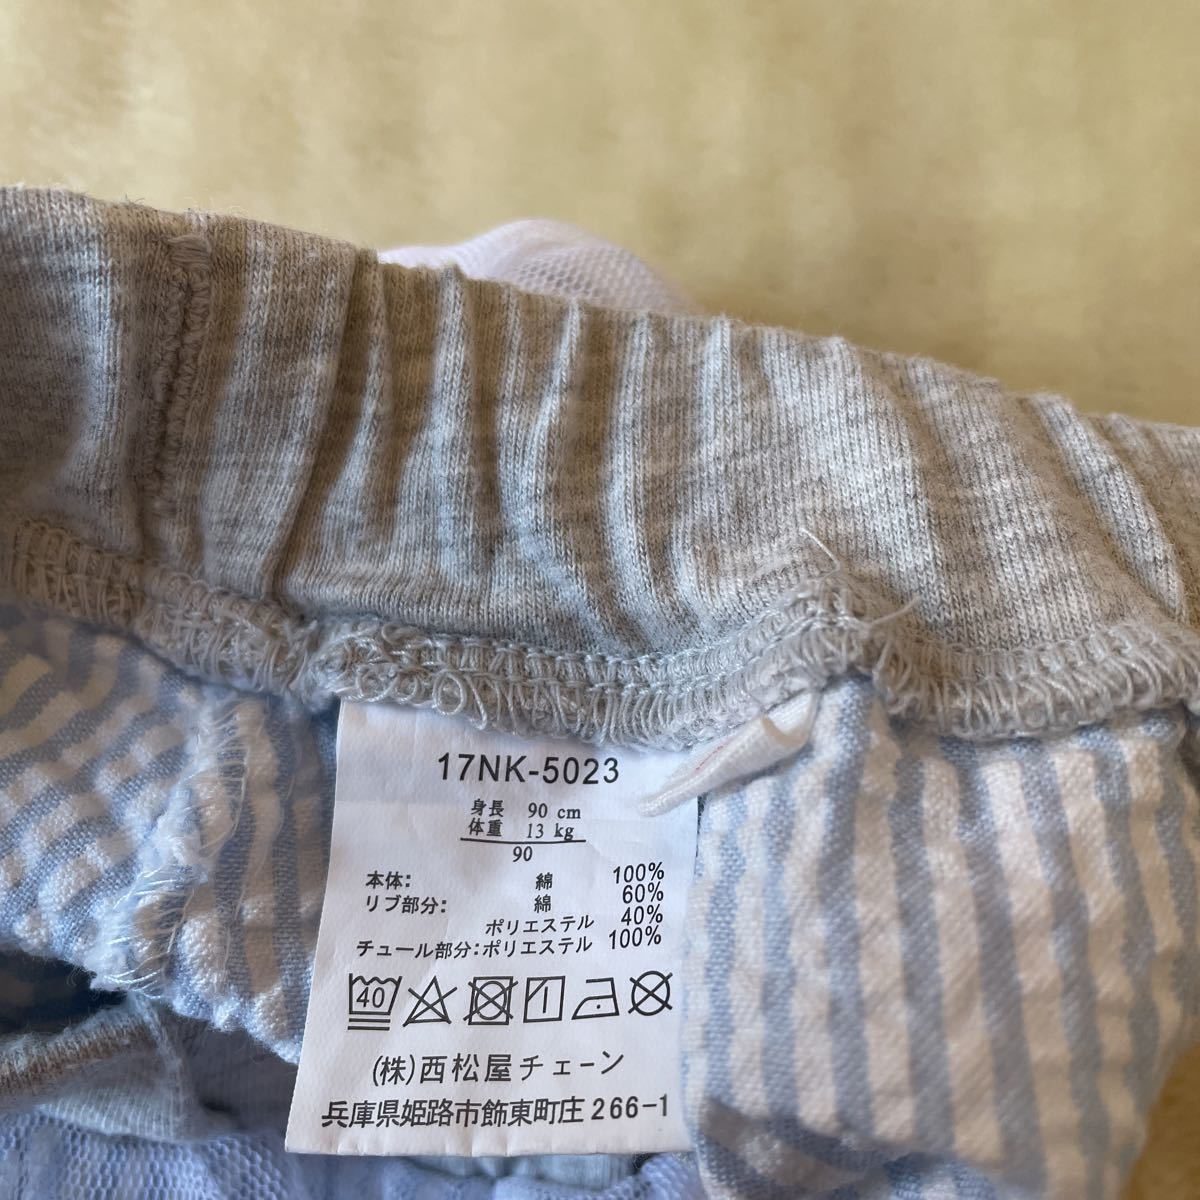 17NK-5023
身長 90 cm
体重 13 kg
90
本体: 綿 100%
リブ部分: 綿 60%
ポリエステル 40%
チュール部分:ポリエステル 100%
40
(株)西松屋チェーン
兵庫県姫路市飾東町庄266-1